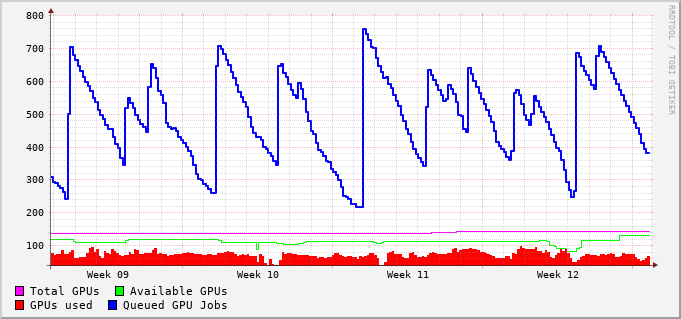 800
700
600
500
400
300
200
100
Week 09 Week 10 Week 11 Week 12
Total GPUs Available GPUs
GPUs used Queued GPU Jobs
RRDTOOL / TOBI OETIKER